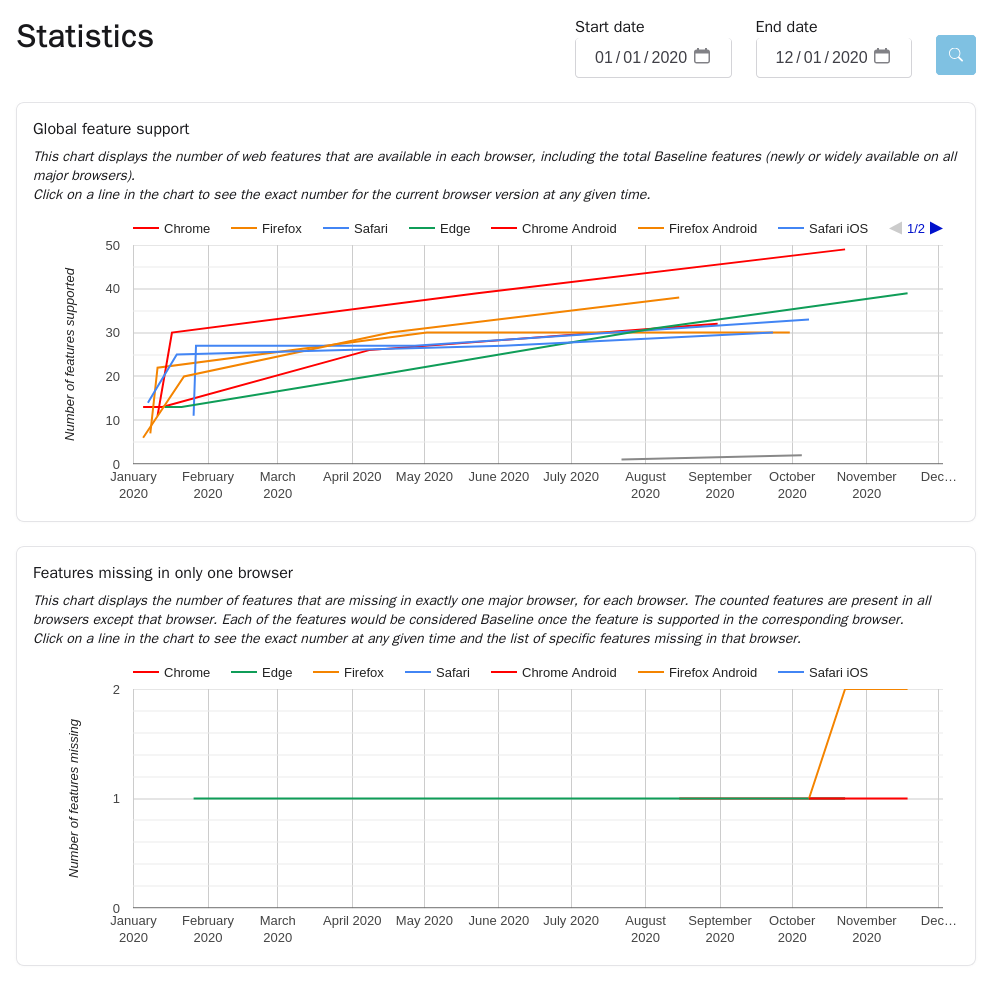 Statistics
Start date
End date
01/01/2020
12/01/2020
Global feature support
This chart displays the number of web features that are available in each browser, including the total Baseline features (newly or widely available on all
major browsers).
Click on a line in the chart to see the exact number for the current browser version at any given time.
Chrome Firefox Safari Edge Chrome Android Firefox Android Safari iOS 1/2
Number of features supported
50
40
30
20
10
0
January 2020
February 2020
March 2020
April 2020
May 2020
June 2020
July 2020
August 2020
September 2020
October 2020
November 2020
Dec…
Features missing in only one browser
This chart displays the number of features that are missing in exactly one major browser, for each browser. The counted features are present in all
browsers except that browser. Each of the features would be considered Baseline once the feature is supported in the corresponding browser.
Click on a line in the chart to see the exact number at any given time and the list of specific features missing in that browser.
Chrome Edge Firefox Safari Chrome Android Firefox Android Safari iOS
Number of features missing
2
1
0
January 2020
February 2020
March 2020
April 2020
May 2020
June 2020
July 2020
August 2020
September 2020
October 2020
November 2020
Dec…